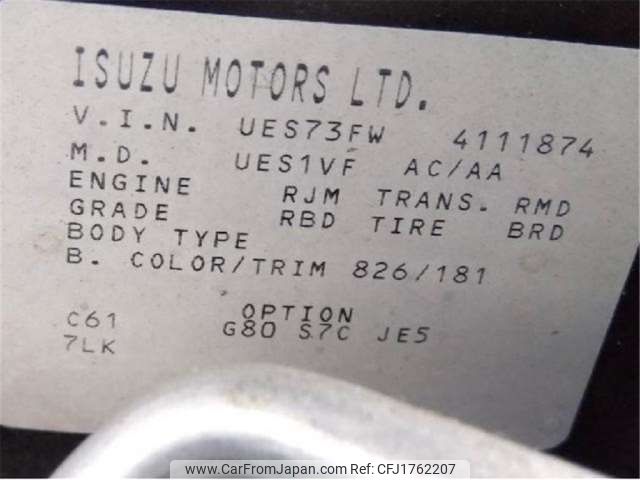 ISUZU MOTORS LTD.
V.I.N. UES73FW 4111874
M.D. UES1VF AC/AA
ENGINE RJM TRANS. RMD
GRADE RBD TIRE BRD
BODY TYPE
B. COLOR/TRIM 826/181
OPTION
C61 G80 S7C JE5
7LK
www.CarFromJapan.com | Ref: CFJ1762207